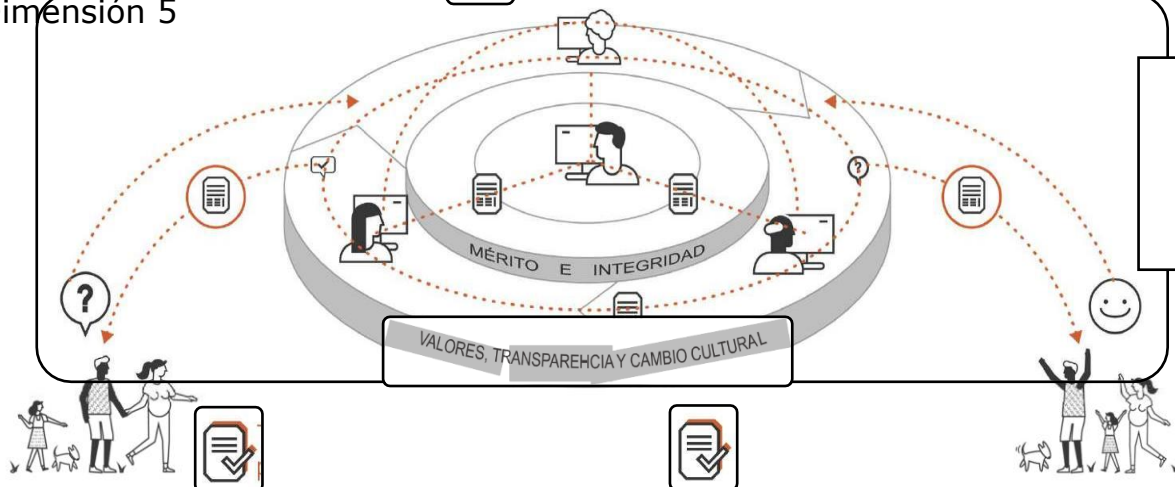 imensión 5
?
?
MÉRITO E INTEGRIDAD
VALORES, TRANSPAREHCIA Y CAMBIO CULTURAL